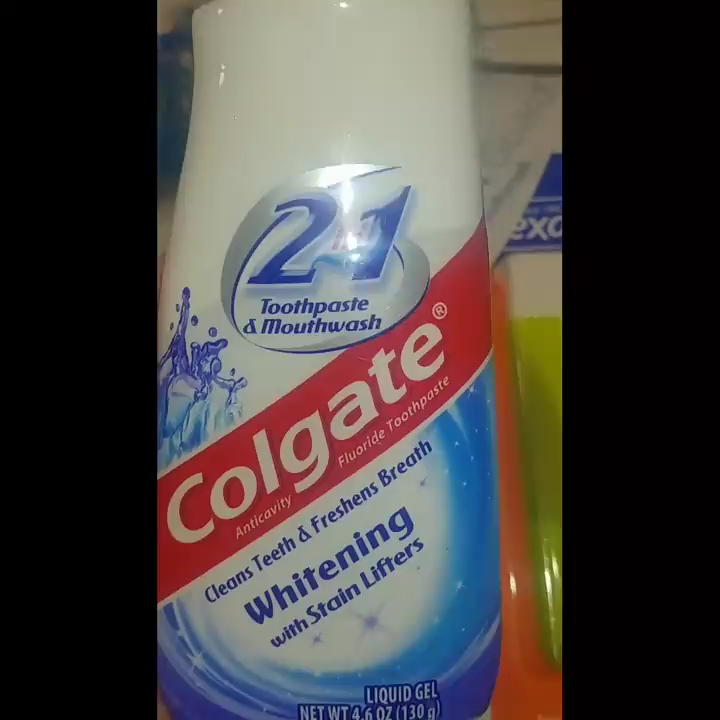 2in1
Toothpaste
& Mouthwash
Colgate®
Anticavity Fluoride Toothpaste
Cleans Teeth & Freshens Breath
Whitening
with Stain Lifters
LIQUID GEL
NET WT 4.6 OZ (130 g)